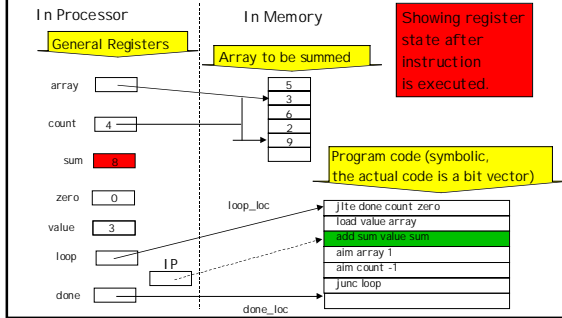 In Processor
In Memory
Showing register
state after
instruction
is executed.
General Registers
Array to be summed
array
5
3
6
2
9
count
4
sum
8
Program code (symbolic,
the actual code is a bit vector)
zero
0
value
3
loop
loop_loc
IP
done
done_loc
jlte done count zero
load value array
add sum value sum
aim array 1
aim count -1
junc loop